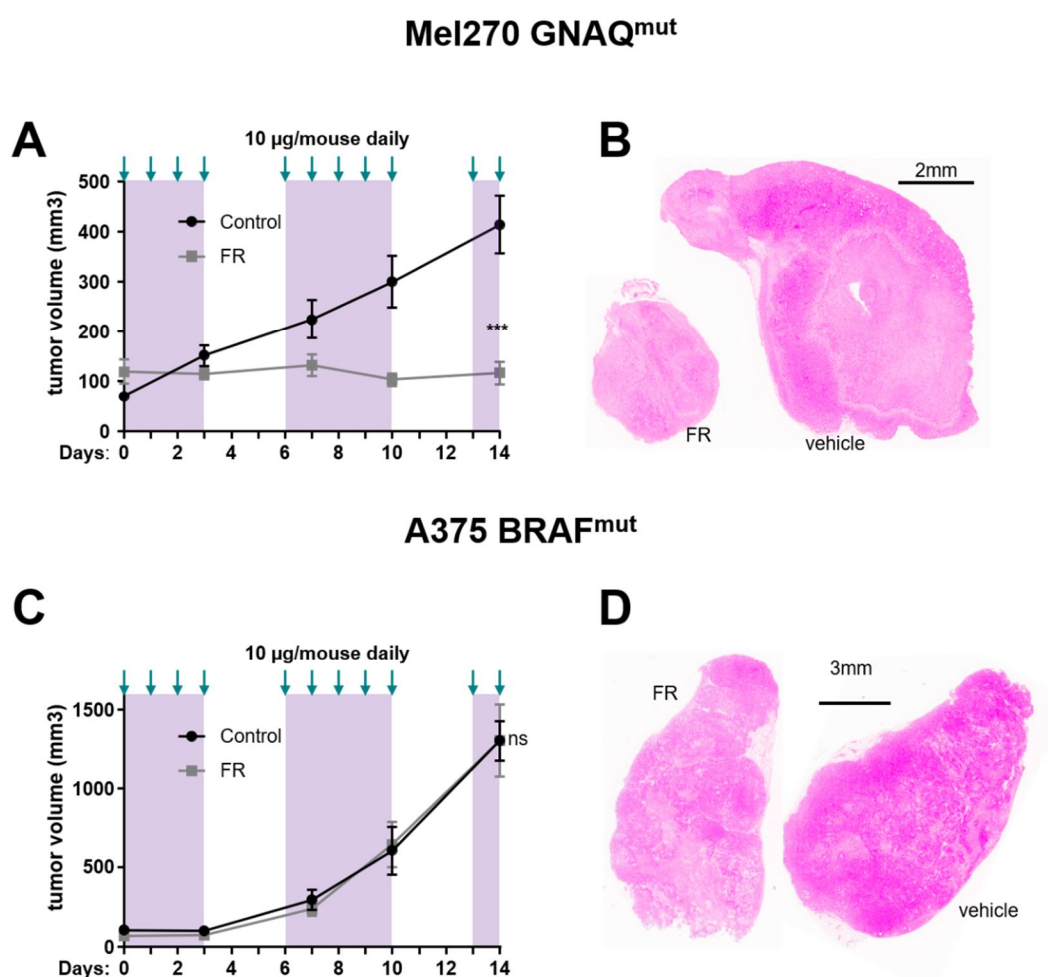 Mel270 GNAQmut
A
10 µg/mouse daily
500
400
300
200
100
0
tumor volume (mm3)
Control
FR
***
Days: 0 2 4 6 8 10 12 14
B
2mm
FR
vehicle
A375 BRAFmut
C
10 µg/mouse daily
1500
1000
500
0
tumor volume (mm3)
Control
FR
ns
Days: 0 2 4 6 8 10 12 14
D
FR
3mm
vehicle